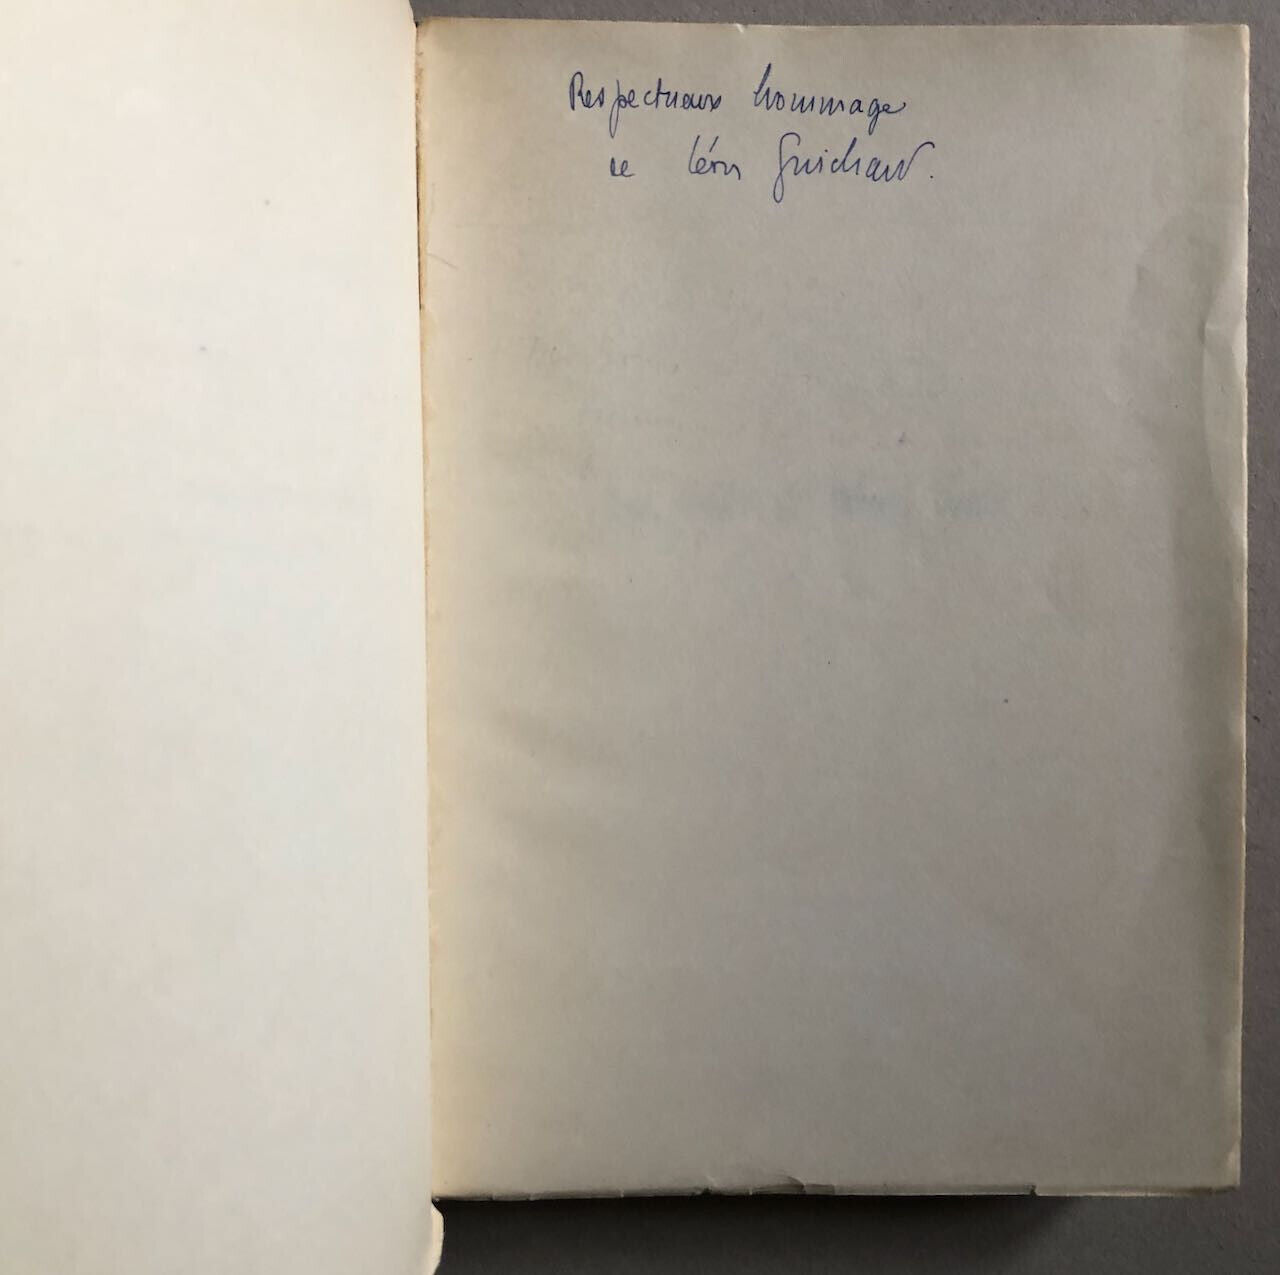 Respectueux hommage
de Léon Guichard.